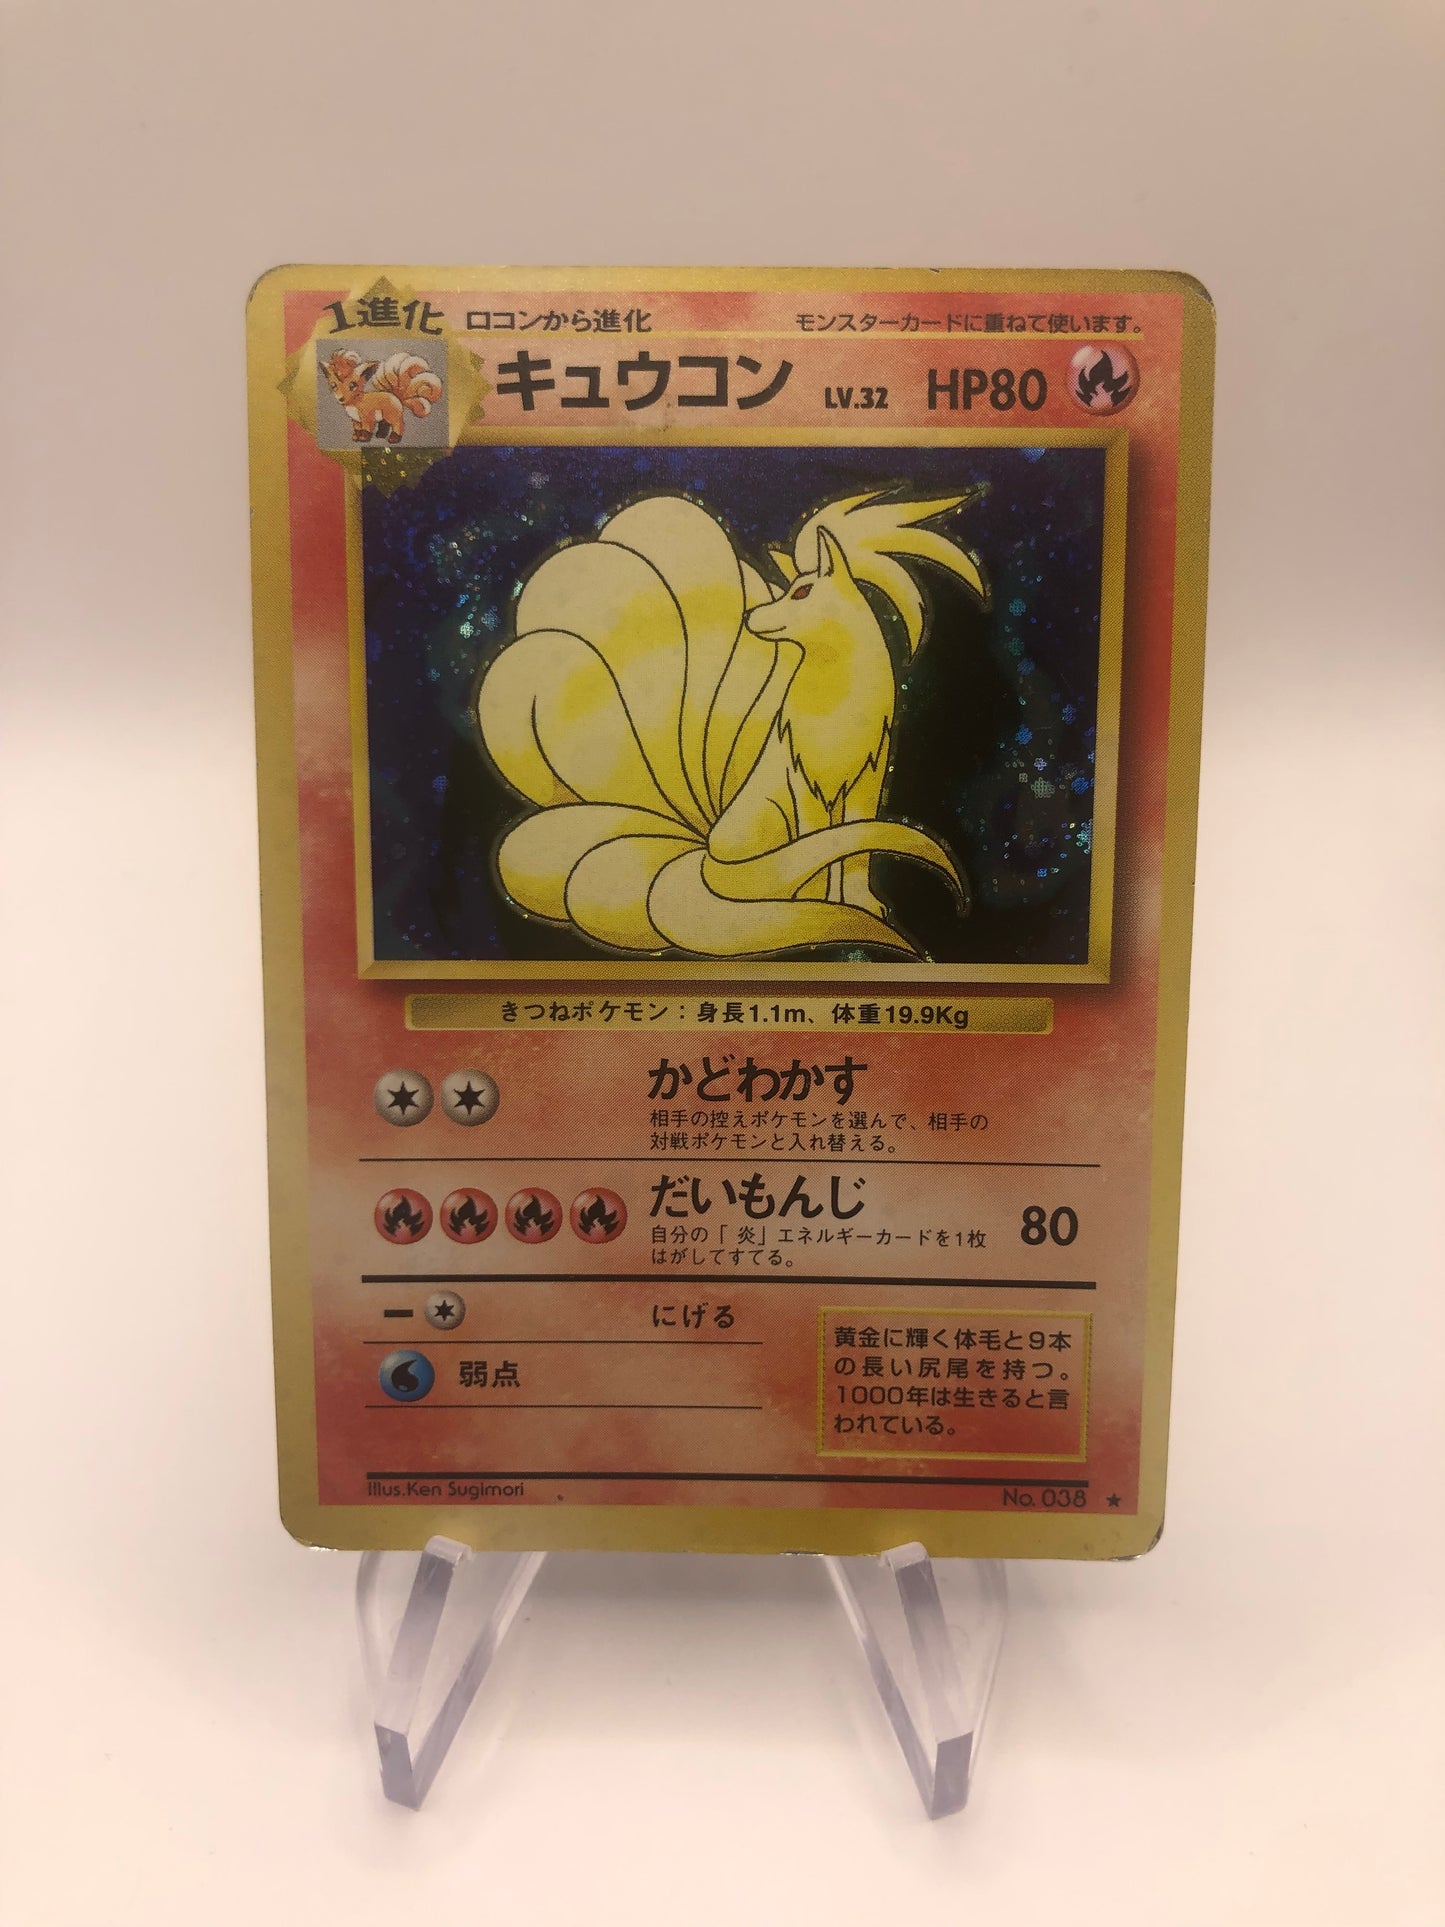 1進化 ロコンから進化 モンスターカードに重ねて使います。
キュウコン LV.32 HP80
きつねポケモン：身長1.1m、体重19.9Kg
かどわかす
相手の控えポケモンを選んで、相手の
対戦ポケモンと入れ替える。
だいもんじ 80
自分の「炎」エネルギーカードを1枚
はがしてすてる。
ー にげる
弱点
黄金に輝く体毛と9本
の長い尻尾を持つ。
1000年は生きると言
われている。
Illus.Ken Sugimori No. 038 ★